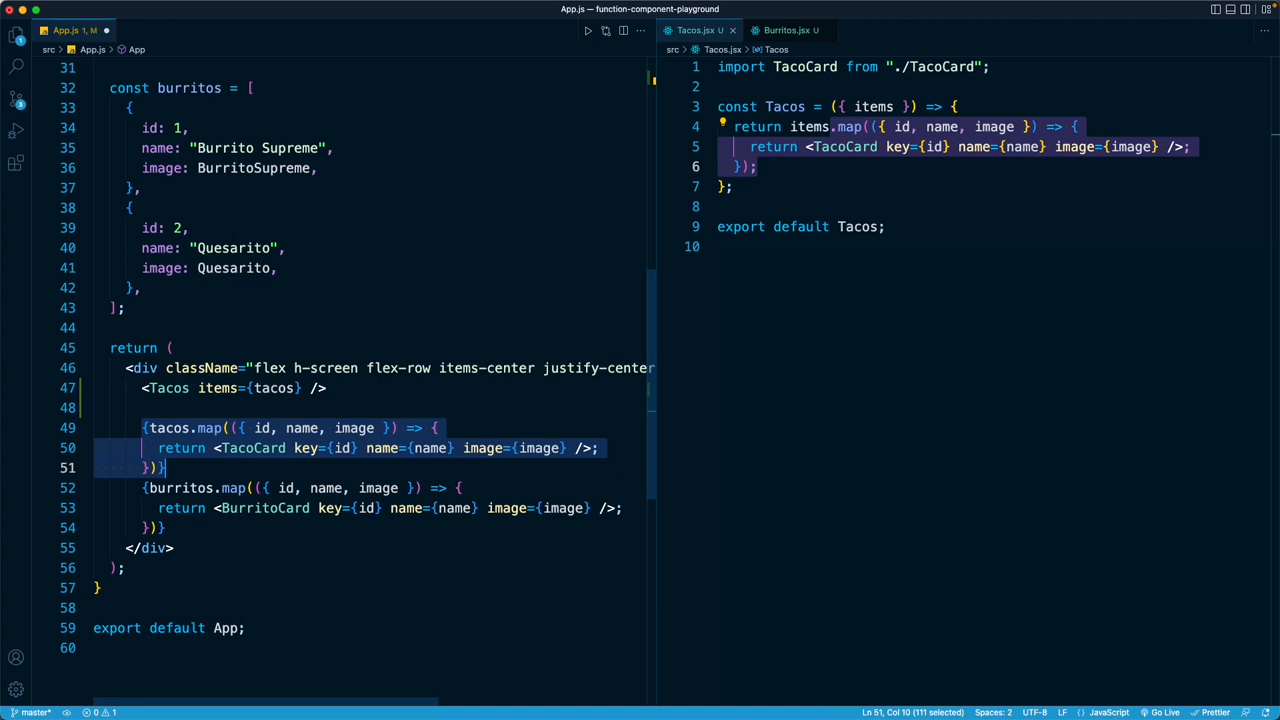 App.js — function-component-playground
App.js 1, M
src > App.js > App
31
32 const burritos = [
33 {
34 id: 1,
35 name: "Burrito Supreme",
36 image: BurritoSupreme,
37 },
38 {
39 id: 2,
40 name: "Quesarito",
41 image: Quesarito,
42 },
43 ];
44
45 return (
46 <div className="flex h-screen flex-row items-center justify-center
47 <Tacos items={tacos} />
48
49 {tacos.map(({ id, name, image }) => {
50 return <TacoCard key={id} name={name} image={image} />;
51 })}
52 {burritos.map(({ id, name, image }) => {
53 return <BurritoCard key={id} name={name} image={image} />;
54 })}
55 </div>
56 );
57 }
58
59 export default App;
60
Tacos.jsx U
Burritos.jsx U
src > Tacos.jsx > Tacos
1 import TacoCard from "./TacoCard";
2
3 const Tacos = ({ items }) => {
4 return items.map(({ id, name, image }) => {
5 return <TacoCard key={id} name={name} image={image} />;
6 });
7 };
8
9 export default Tacos;
10
1
3
master* 0 1 Ln 51, Col 10 (111 selected) Spaces: 2 UTF-8 LF {} JavaScript Go Live Prettier